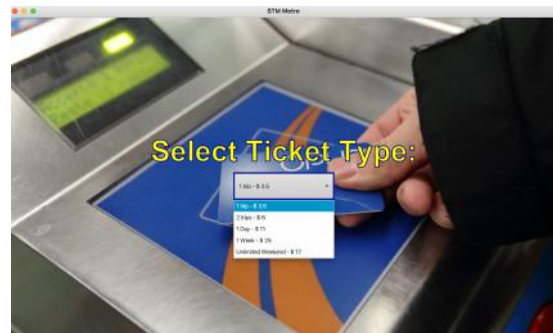 STM Metro
Select Ticket Type:
1 trip - $ 3.5
1 trip - $ 3.5
2 trips - $ 6
1 Day - $ 11
1 Week - $ 26
Unlimited Weekend - $ 17